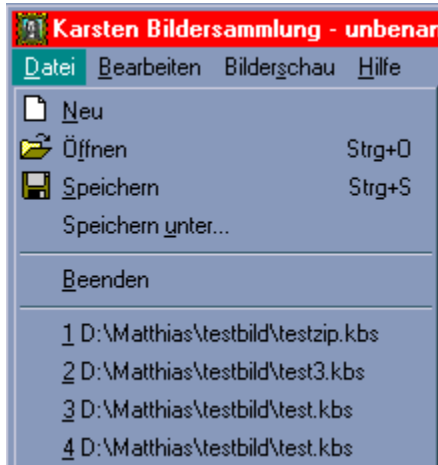 Karsten Bildersammlung - unbenar
Datei Bearbeiten Bilderschau Hilfe
Neu
Öffnen Strg+O
Speichern Strg+S
Speichern unter...
Beenden
1 D:\Matthias\testbild\testzip.kbs
2 D:\Matthias\testbild\test3.kbs
3 D:\Matthias\testbild\test.kbs
4 D:\Matthias\testbild\test.kbs